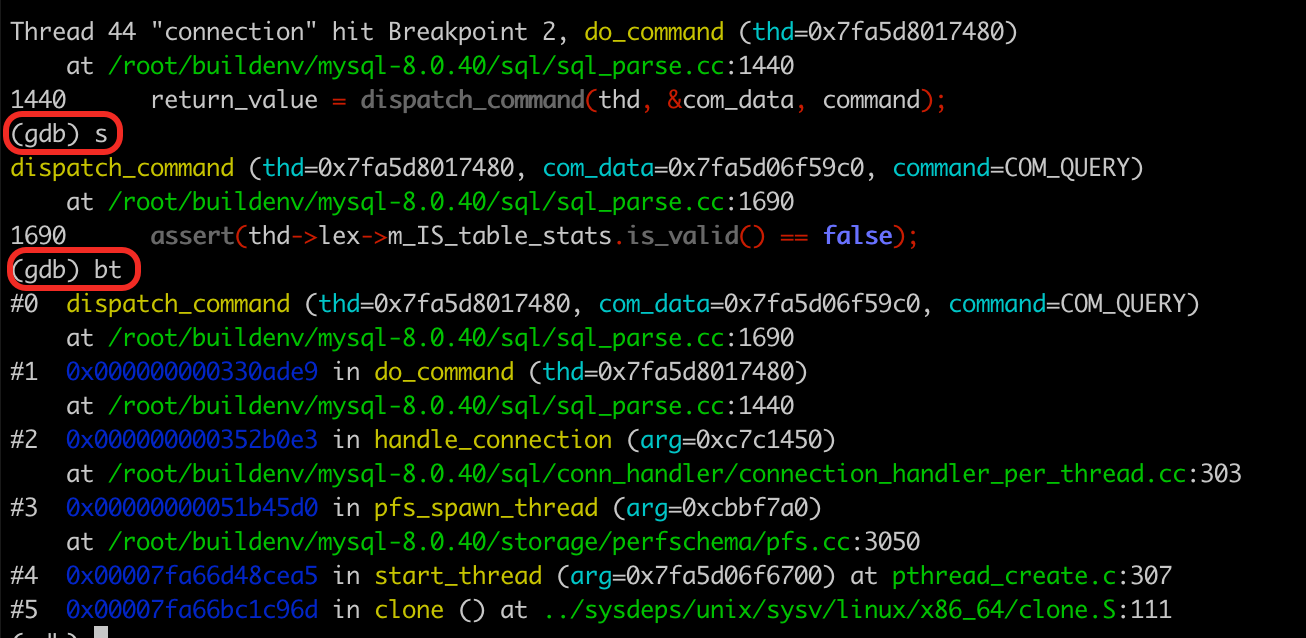 Thread 44 "connection" hit Breakpoint 2, do_command (thd=0x7fa5d8017480)
    at /root/buildenv/mysql-8.0.40/sql/sql_parse.cc:1440
1440      return_value = dispatch_command(thd, &com_data, command);
(gdb) s
dispatch_command (thd=0x7fa5d8017480, com_data=0x7fa5d06f59c0, command=COM_QUERY)
    at /root/buildenv/mysql-8.0.40/sql/sql_parse.cc:1690
1690      assert(thd->lex->m_IS_table_stats.is_valid() == false);
(gdb) bt
#0  dispatch_command (thd=0x7fa5d8017480, com_data=0x7fa5d06f59c0, command=COM_QUERY)
    at /root/buildenv/mysql-8.0.40/sql/sql_parse.cc:1690
#1  0x000000000330ade9 in do_command (thd=0x7fa5d8017480)
    at /root/buildenv/mysql-8.0.40/sql/sql_parse.cc:1440
#2  0x000000000352b0e3 in handle_connection (arg=0xc7c1450)
    at /root/buildenv/mysql-8.0.40/sql/conn_handler/connection_handler_per_thread.cc:303
#3  0x00000000051b45d0 in pfs_spawn_thread (arg=0xcbbf7a0)
    at /root/buildenv/mysql-8.0.40/storage/perfschema/pfs.cc:3050
#4  0x00007fa66d48cea5 in start_thread (arg=0x7fa5d06f6700) at pthread_create.c:307
#5  0x00007fa66bc1c96d in clone () at ../sysdeps/unix/sysv/linux/x86_64/clone.S:111